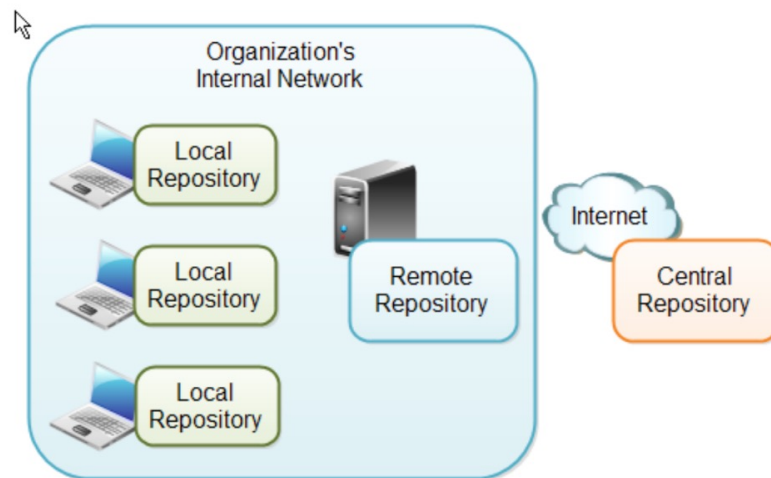 Organization's
Internal Network
Local
Repository
Local
Repository
Local
Repository
Remote
Repository
Internet
Central
Repository